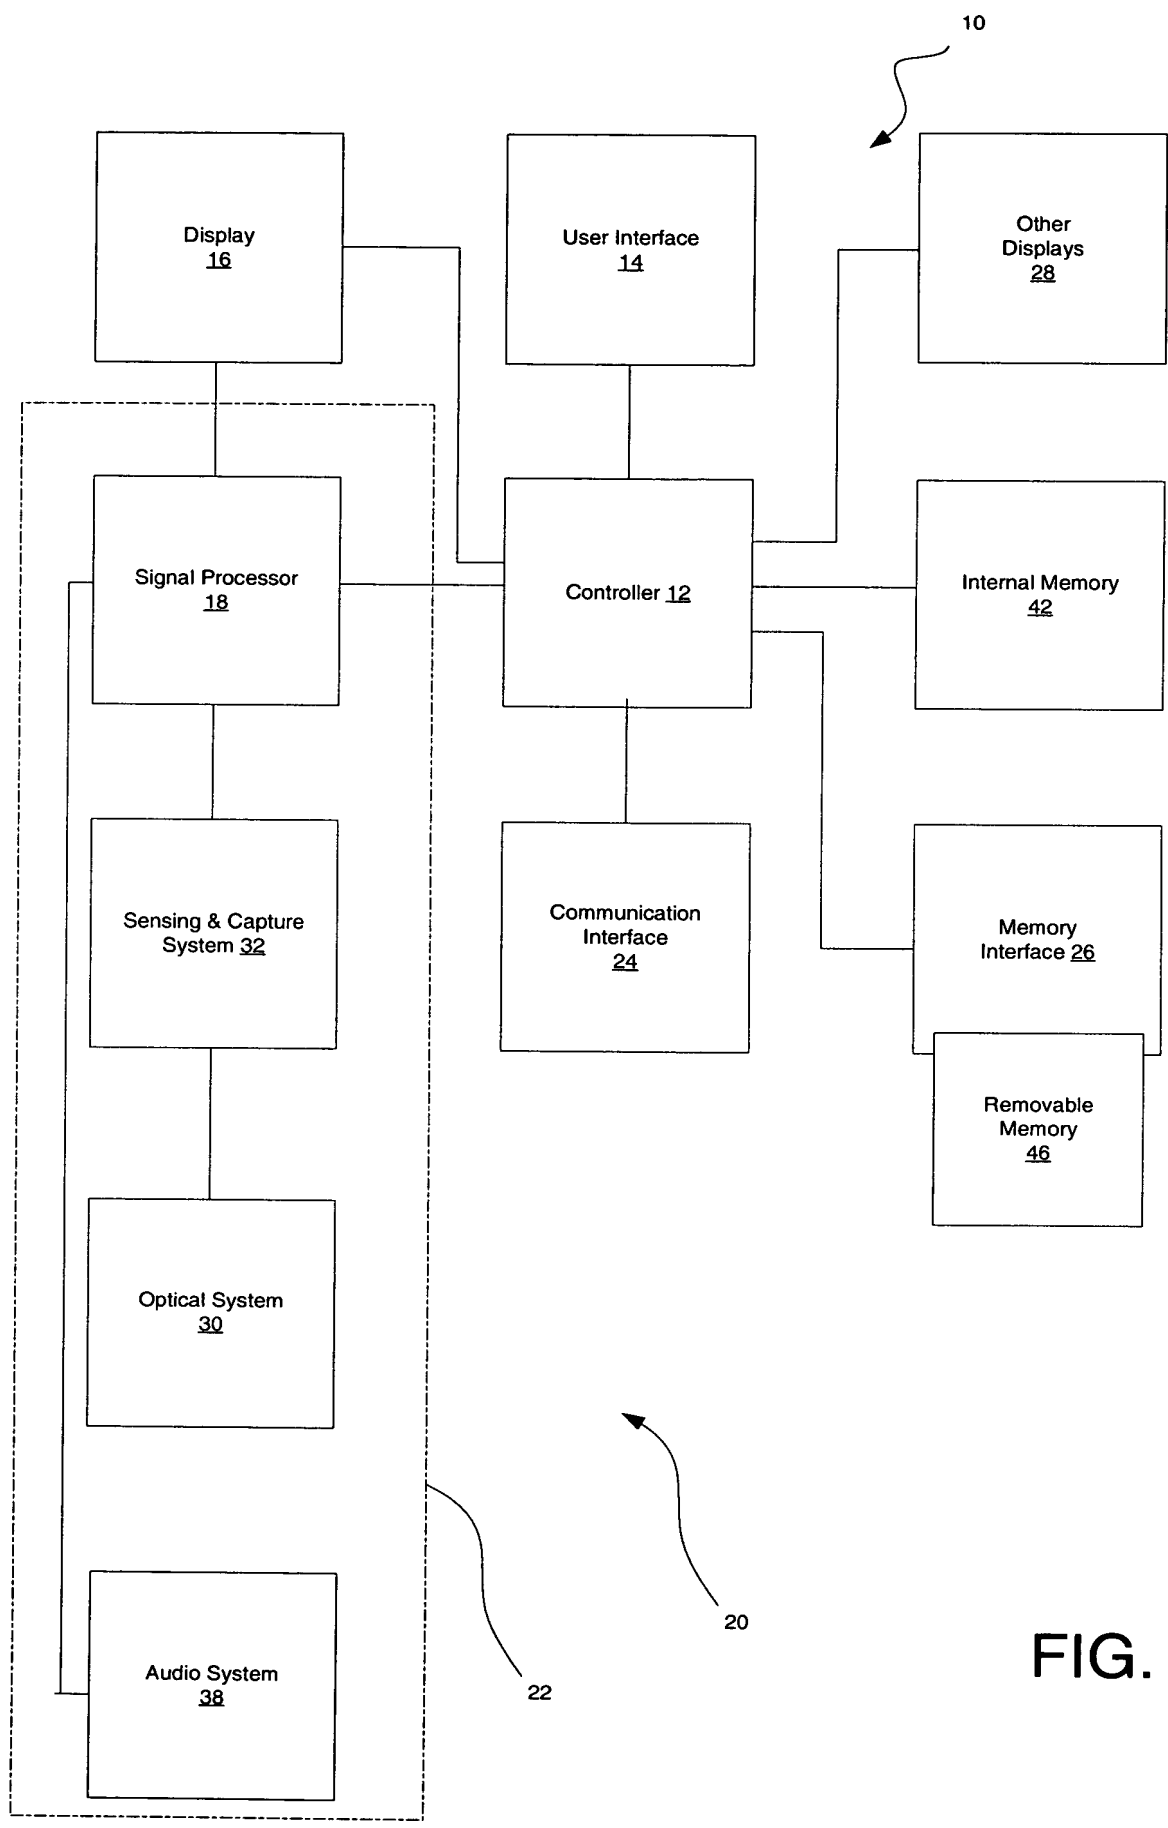 10
Display
16
User Interface
14
Other
Displays
28
Signal Processor
18
Controller 12
Internal Memory
42
Sensing & Capture
System 32
Communication
Interface
24
Memory
Interface 26
Removable
Memory
46
Optical System
30
20
22
Audio System
38
FIG.